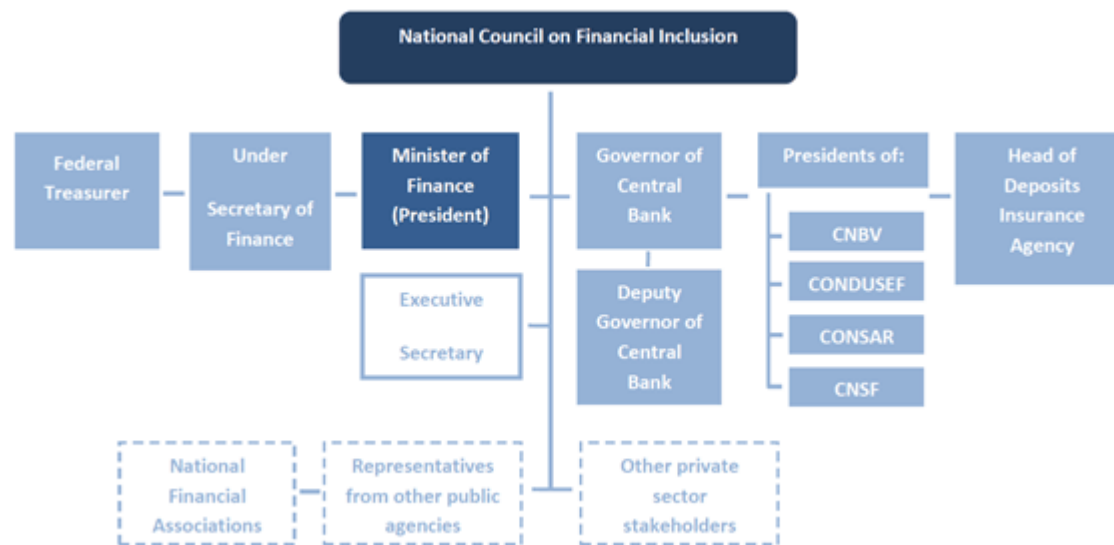 National Council on Financial Inclusion
Federal
Treasurer
Under
Secretary of
Finance
Minister of
Finance
(President)
Governor of
Central
Bank
Presidents of:
Head of
Deposits
Insurance
Agency
CNBV
CONDUSEF
CONSAR
CNSF
Executive
Secretary
Deputy
Governor of
Central
Bank
National
Financial
Associations
Representatives
from other public
agencies
Other private
sector
stakeholders